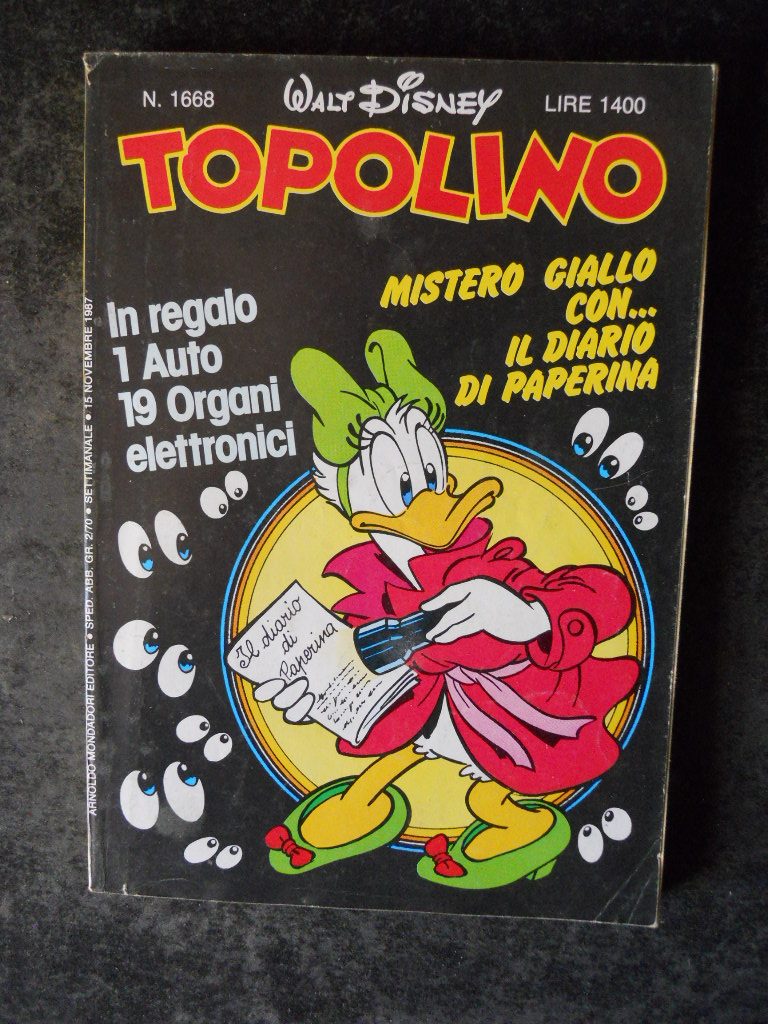 N. 1668
WALT DISNEY
LIRE 1400
TOPOLINO
MISTERO GIALLO
CON...
IL DIARIO
DI PAPERINA
In regalo
1 Auto
19 Organi
elettronici
Il diario
di
Paperina
ARNOLDO MONDADORI EDITORE • SPED. ABB. GR. 2/70 • SETTIMANALE • 15 NOVEMBRE 1987